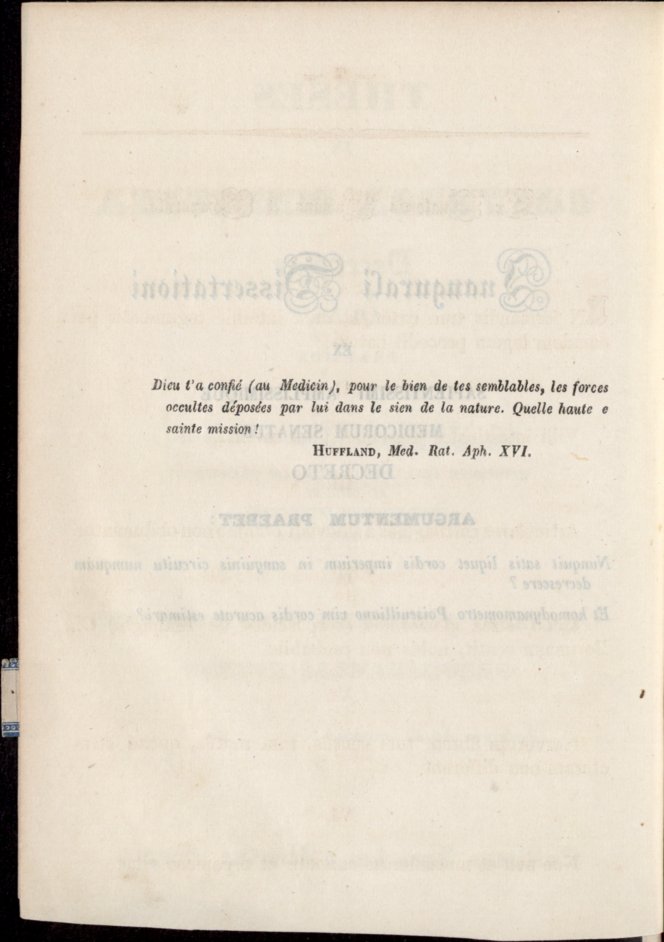 Dieu t'a confié (au Medicin), pour le bien de tes semblables, les forces
occultes déposées par lui dans le sien de la nature. Quelle haute e
sainte mission!
HUFFLAND, Med. Rat. Aph. XVI.